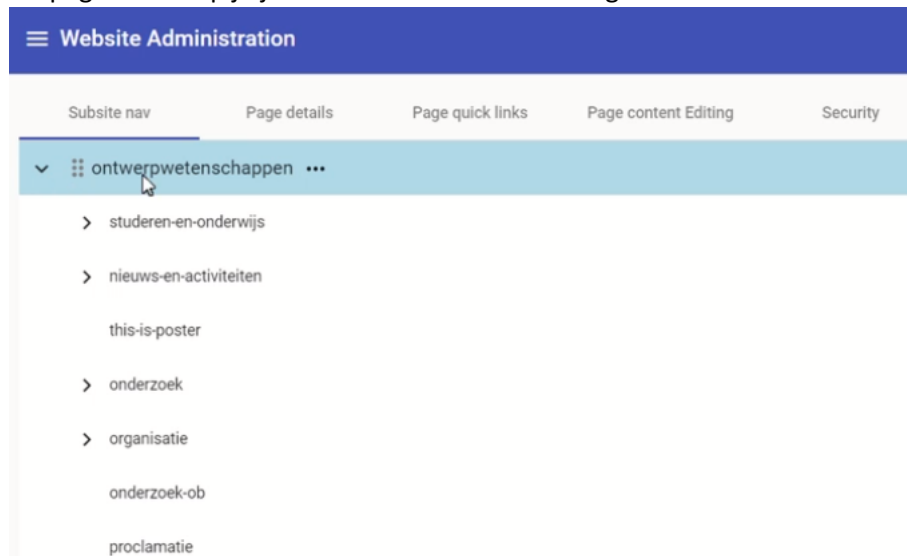 Website Administration
Subsite nav Page details Page quick links Page content Editing Security
ontwerpwetenschappen
studeren-en-onderwijs
nieuws-en-activiteiten
this-is-poster
onderzoek
organisatie
onderzoek-ob
proclamatie